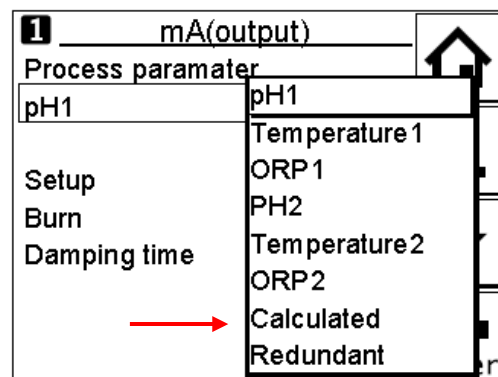 1 mA(output)
Process paramater
pH1
Setup
Burn
Damping time
pH1
Temperature1
ORP1
PH2
Temperature2
ORP2
Calculated
Redundant